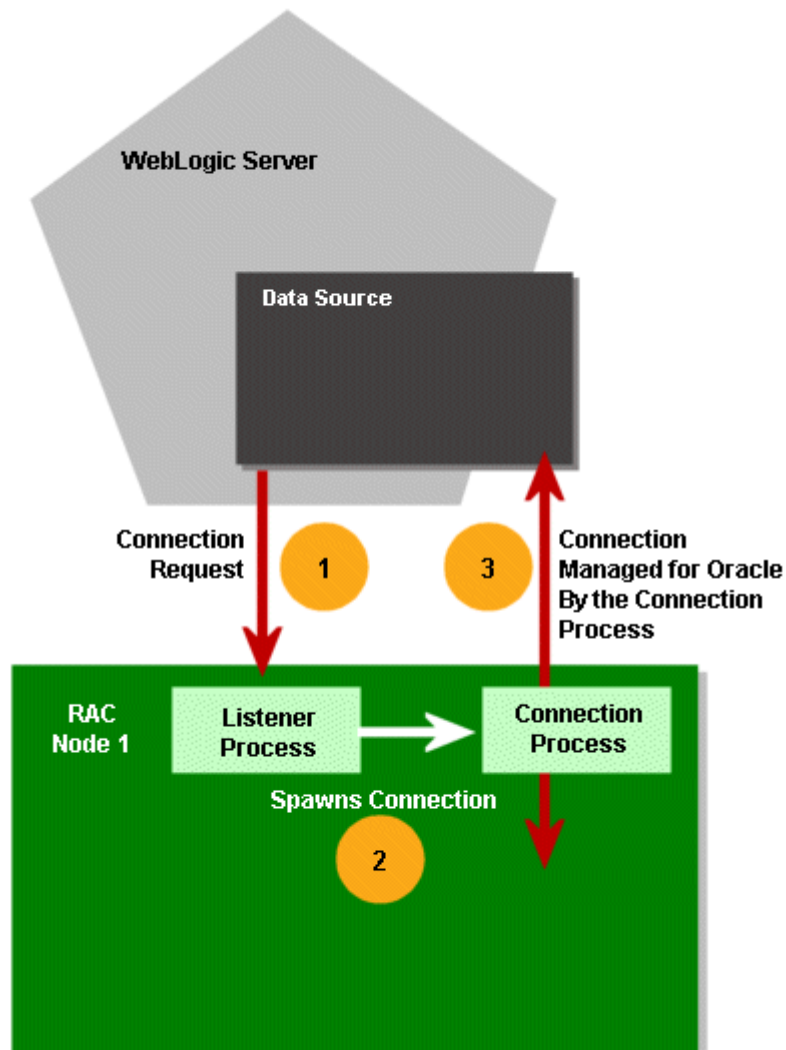 WebLogic Server
Data Source
Connection
Request
1
3
Connection
Managed for Oracle
By the Connection
Process
RAC
Node 1
Listener
Process
Connection
Process
Spawns Connection
2